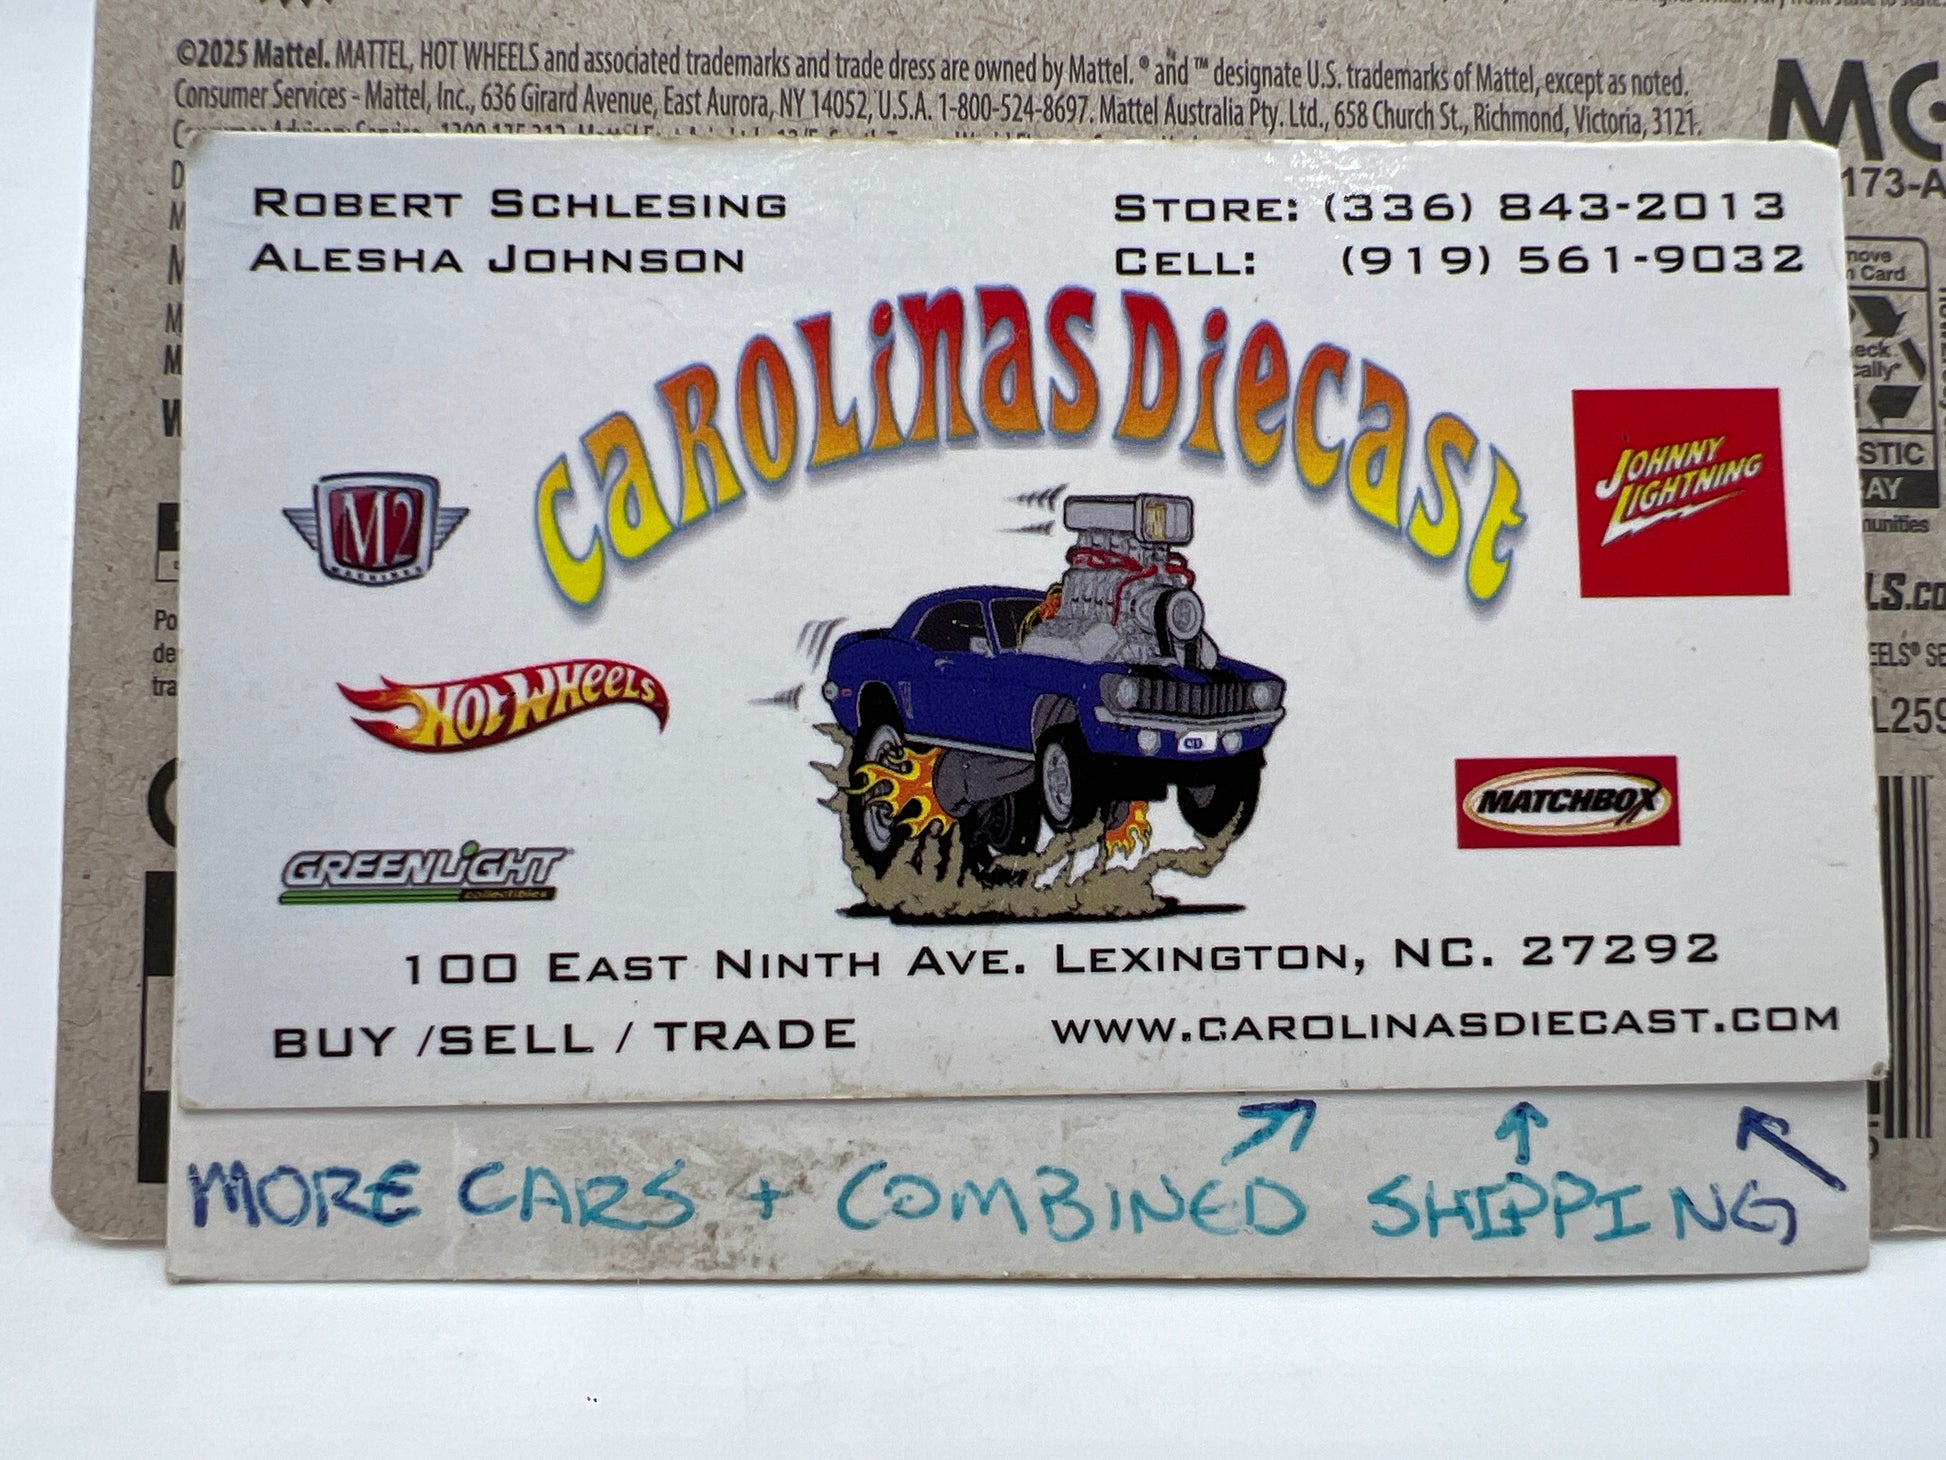 ©2025 Mattel. MATTEL, HOT WHEELS and associated trademarks and trade dress are owned by Mattel. ® and ™ designate U.S. trademarks of Mattel, except as noted.
Consumer Services - Mattel, Inc., 636 Girard Avenue, East Aurora, NY 14052, U.S.A. 1-800-524-8697. Mattel Australia Pty. Ltd., 658 Church St., Richmond, Victoria, 3121.
ROBERT SCHLESING
ALESHA JOHNSON
STORE: (336) 843-2013
CELL: (919) 561-9032
CAROLINAS DIECAST
M2
MACHINES
JOHNNY
LIGHTNING
HOT WHEELS
MATCHBOX
GREENLIGHT
collectibles
CD
100 EAST NINTH AVE. LEXINGTON, NC. 27292
BUY /SELL / TRADE
WWW.CAROLINASDIECAST.COM
MORE CARS + COMBINED SHIPPING